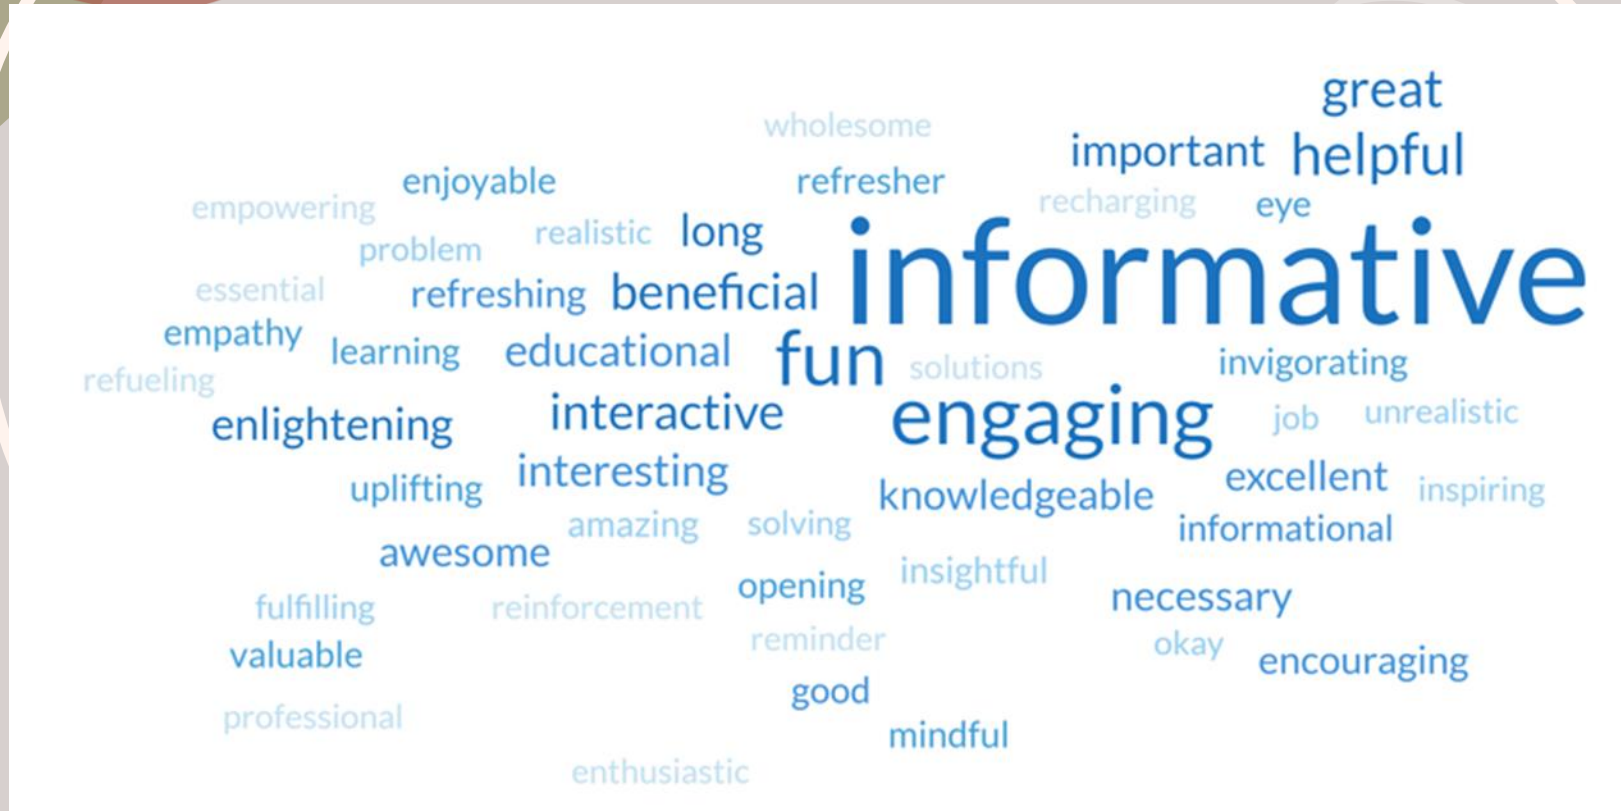 great
wholesome
important helpful
enjoyable refresher
empowering recharging eye
realistic long
problem
informative
essential refreshing beneficial
empathy learning educational fun solutions invigorating
refueling
enlightening interactive engaging job unrealistic
uplifting interesting knowledgeable excellent inspiring
amazing solving informational
awesome
opening insightful
fulfilling reinforcement necessary
valuable reminder okay encouraging
good
professional mindful
enthusiastic